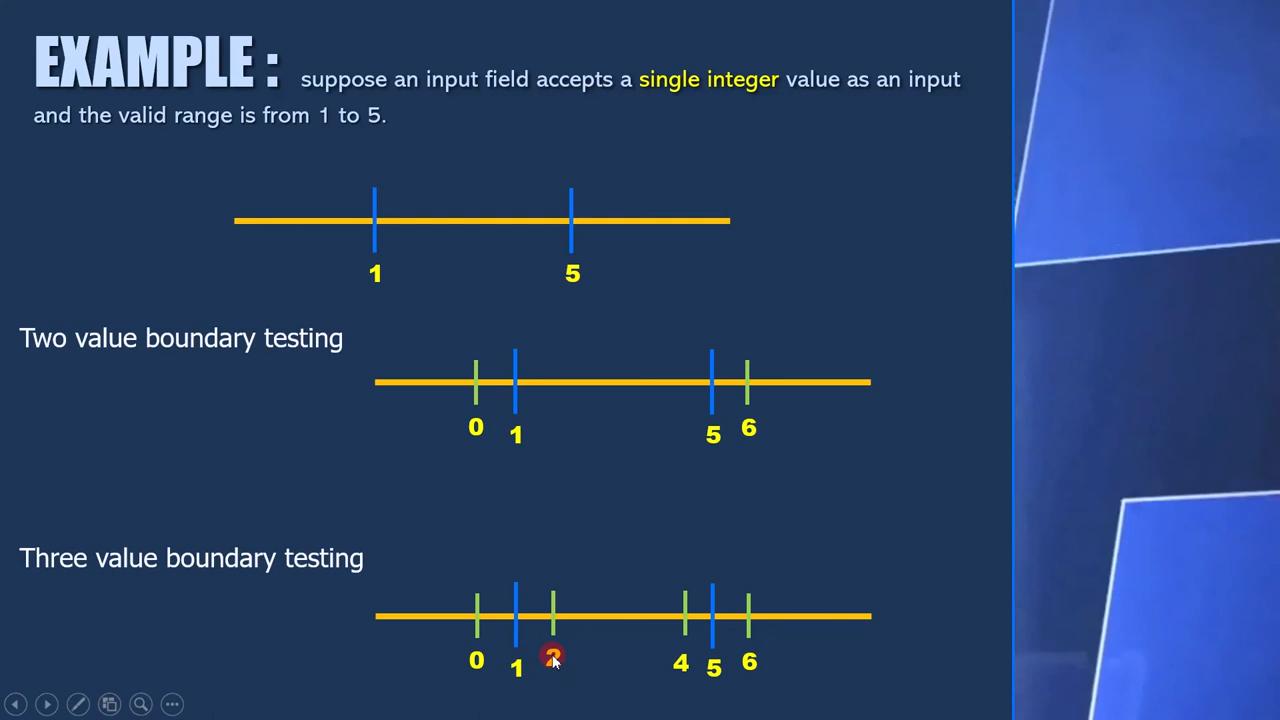 EXAMPLE : suppose an input field accepts a single integer value as an input
and the valid range is from 1 to 5.
1 5
Two value boundary testing
0 1 5 6
Three value boundary testing
0 1 2 4 5 6